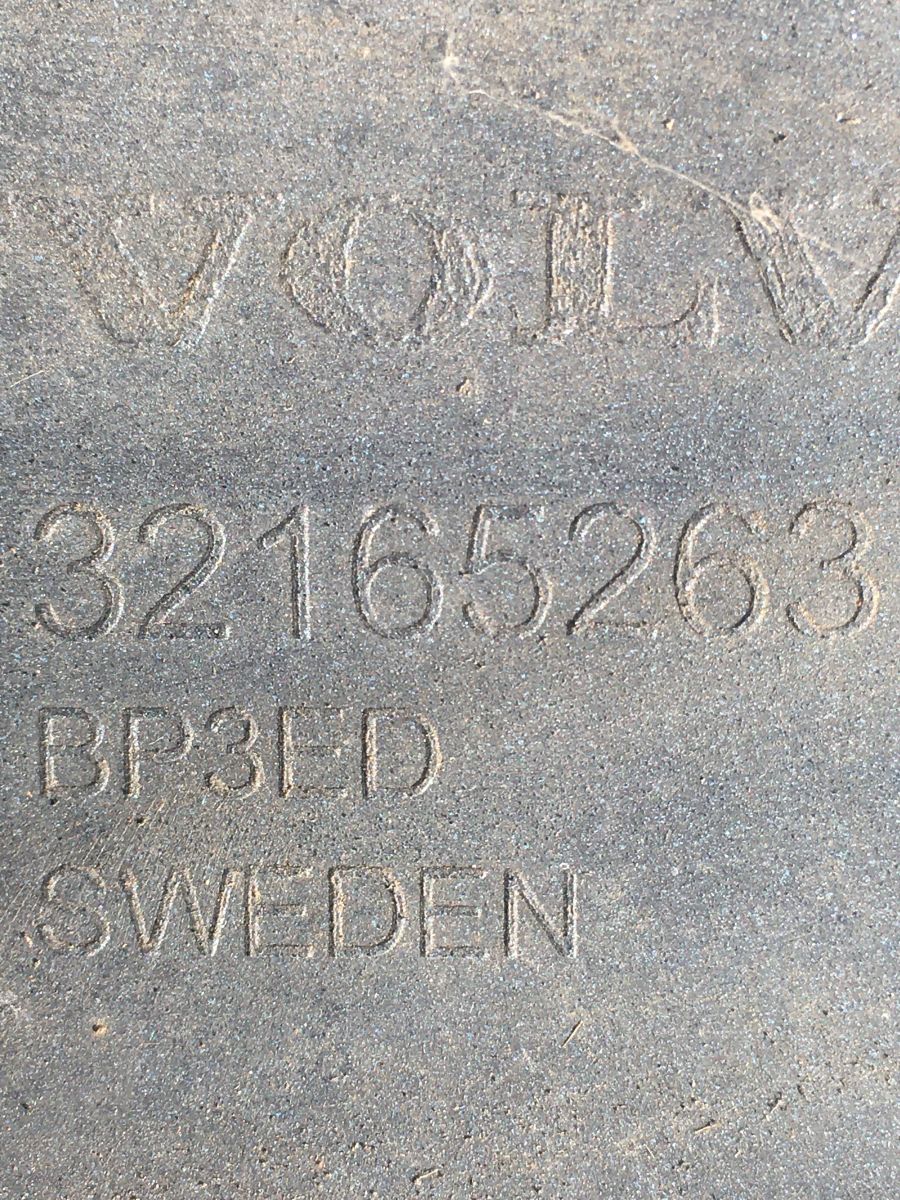 VOLV
32165263
BP3ED
SWEDEN